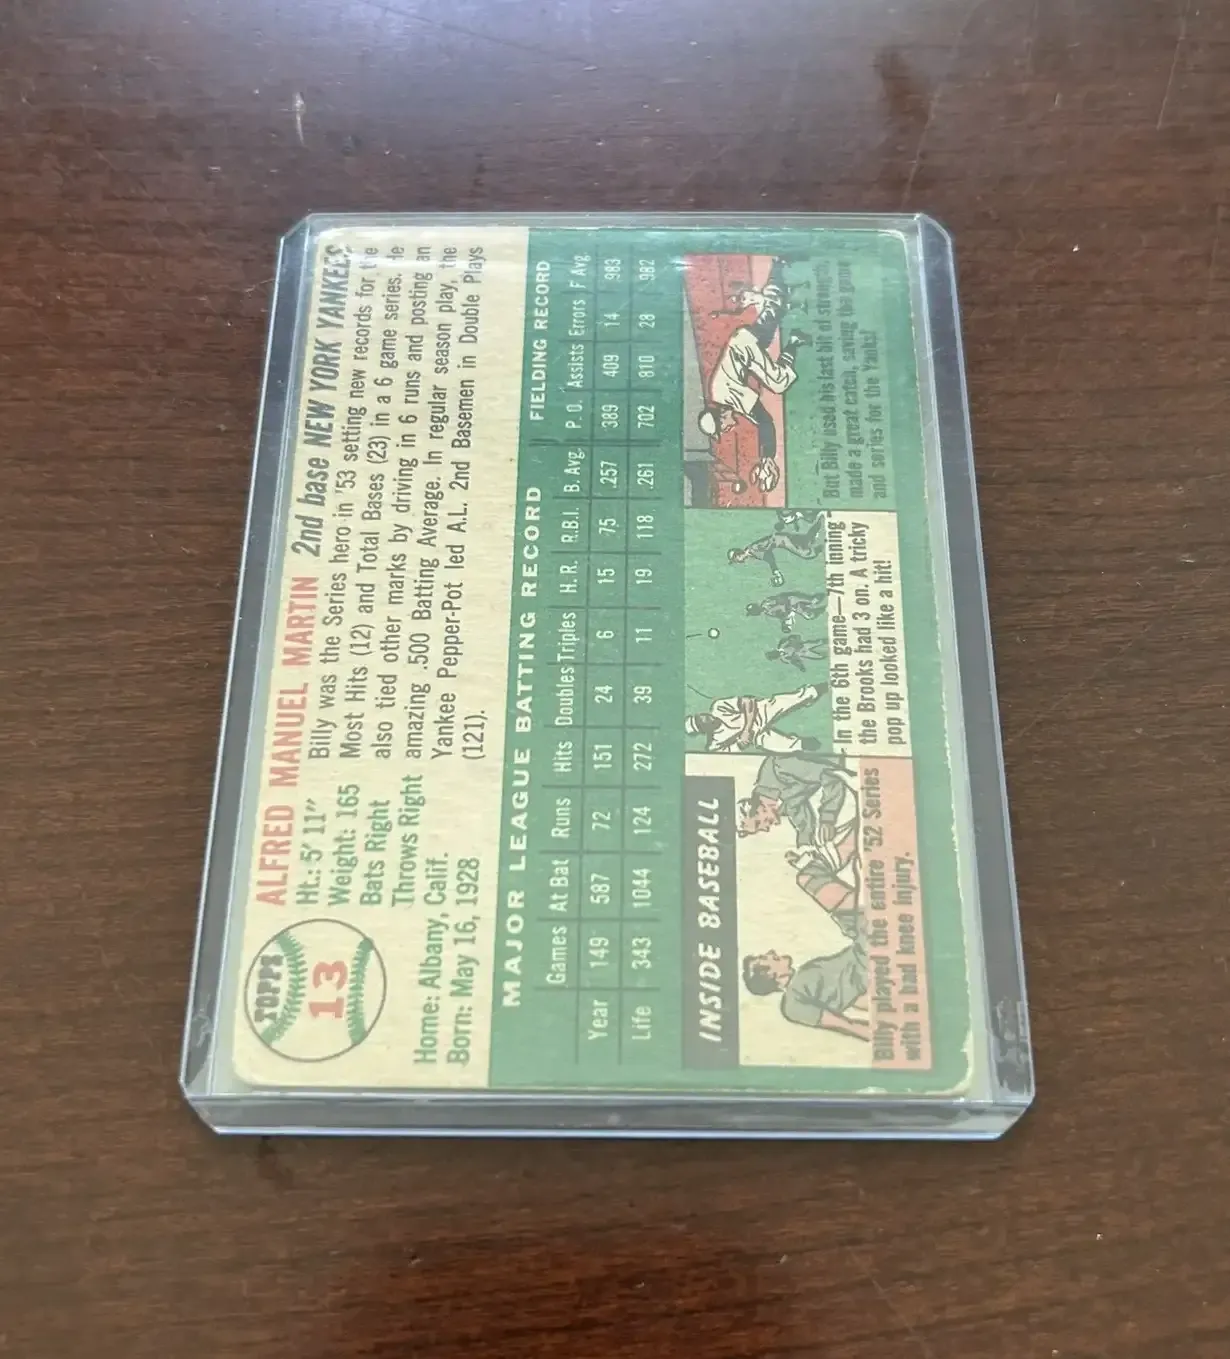 TOPPS
13
ALFRED MANUEL MARTIN 2nd base NEW YORK YANKEES
Ht.: 5' 11"
Weight: 165
Bats Right
Throws Right
Home: Albany, Calif.
Born: May 16, 1928
Billy was the Series hero in '53 setting new records for the
Most Hits (12) and Total Bases (23) in a 6 game series. He
also tied other marks by driving in 6 runs and posting an
amazing .500 Batting Average. In regular season play, the
Yankee Pepper-Pot led A.L. 2nd Basemen in Double Plays
(121).
MAJOR LEAGUE BATTING RECORD FIELDING RECORD
Games At Bat Runs Hits Doubles Triples H. R. R.B.I. B. Avg. P. O. Assists Errors F Avg.
Year 149 587 72 151 24 6 15 75 .257 389 409 14 .983
Life 343 1044 124 272 39 11 19 118 .261 702 810 28 .982
INSIDE BASEBALL
Billy played the entire '52 Series
with a bad knee injury.
In the 6th game—7th inning
the Brooks had 3 on. A tricky
pop up looked like a hit!
But Billy used his last bit of strength,
made a great catch, saving the game
and series for the Yanks!